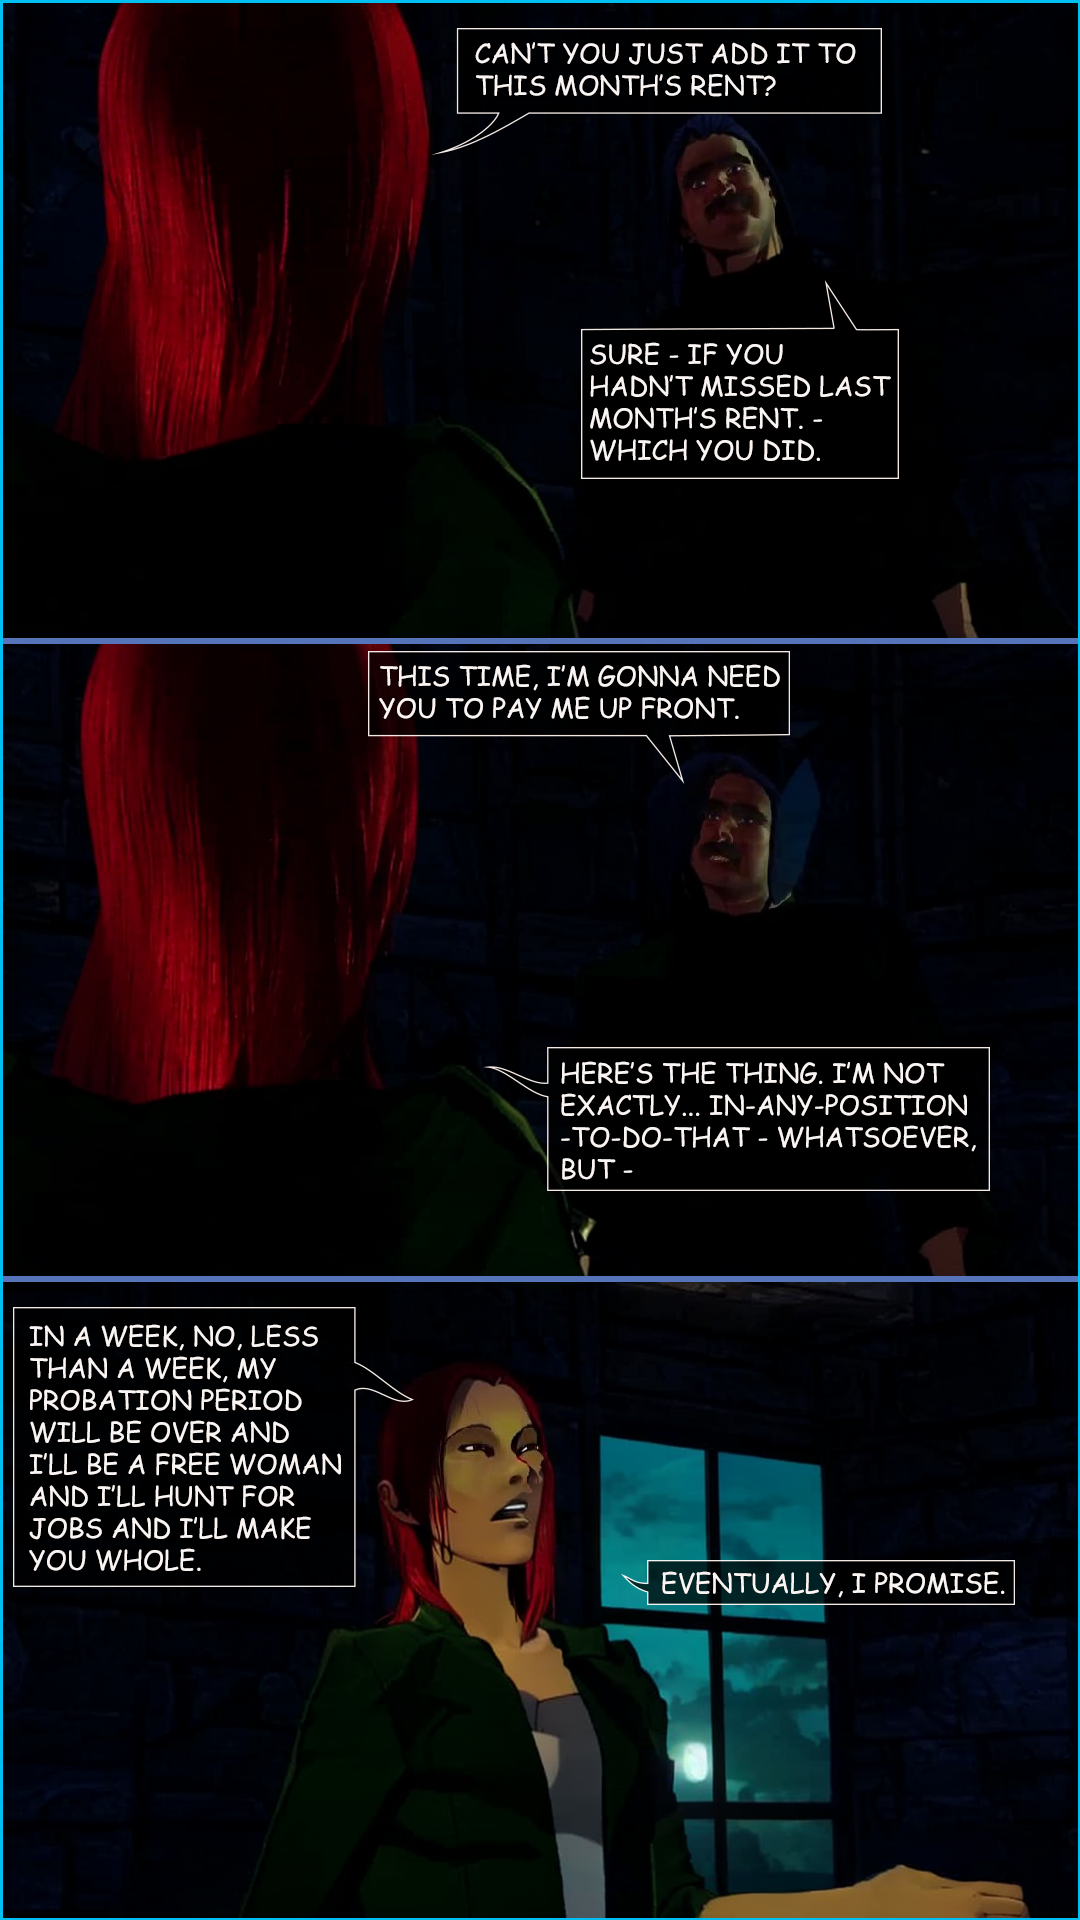 CAN'T YOU JUST ADD IT TO
THIS MONTH'S RENT?
SURE - IF YOU
HADN'T MISSED LAST
MONTH'S RENT. -
WHICH YOU DID.
THIS TIME, I'M GONNA NEED
YOU TO PAY ME UP FRONT.
HERE'S THE THING. I'M NOT
EXACTLY... IN-ANY-POSITION
-TO-DO-THAT - WHATSOEVER,
BUT -
IN A WEEK, NO, LESS
THAN A WEEK, MY
PROBATION PERIOD
WILL BE OVER AND
I'LL BE A FREE WOMAN
AND I'LL HUNT FOR
JOBS AND I'LL MAKE
YOU WHOLE.
EVENTUALLY, I PROMISE.